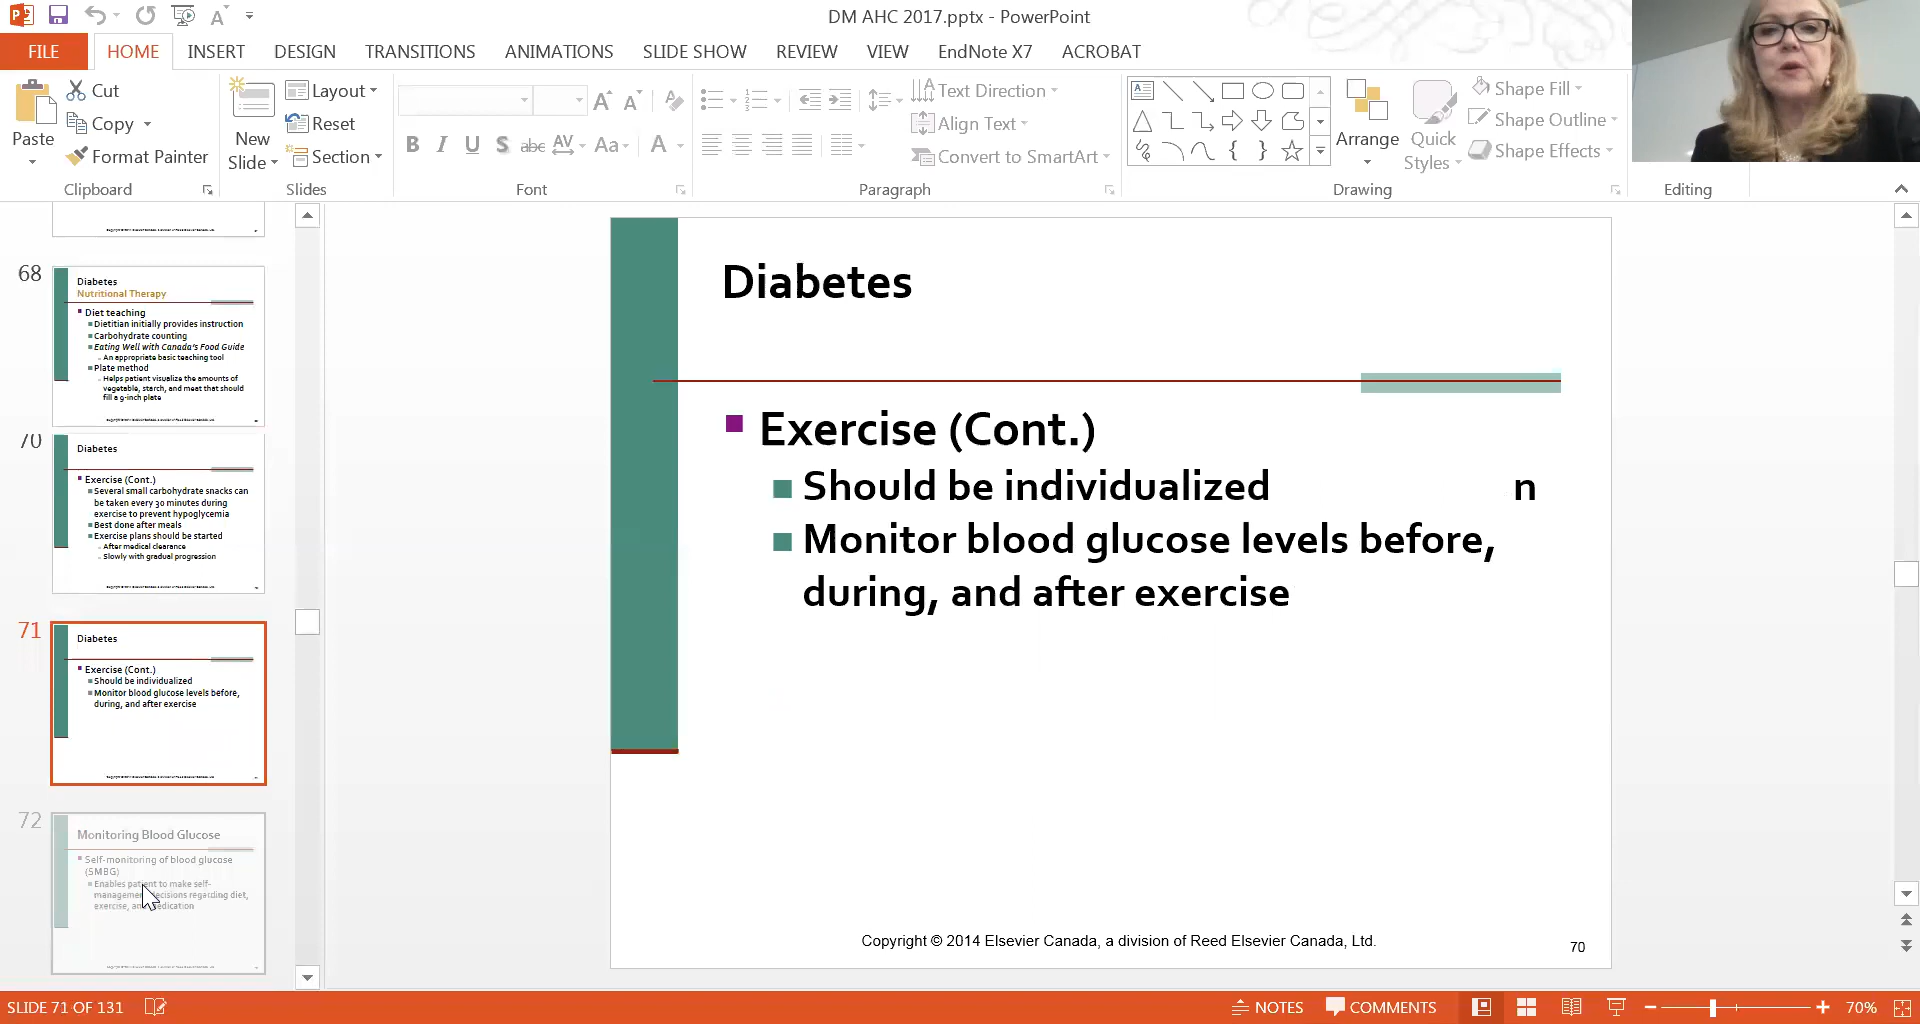 DM AHC 2017.pptx - PowerPoint
FILE HOME INSERT DESIGN TRANSITIONS ANIMATIONS SLIDE SHOW REVIEW VIEW EndNote X7 ACROBAT
Paste
Cut
Copy
Format Painter
Clipboard
New
Slide
Layout
Reset
Section
Slides
B I U S abc AV Aa A
Font
Text Direction
Align Text
Convert to SmartArt
Paragraph
Arrange
Quick
Styles
Shape Fill
Shape Outline
Shape Effects
Drawing
Editing
68
Diabetes
Nutritional Therapy
Diet teaching
Dietitian initially provides instruction
Carbohydrate counting
Eating Well with Canada's Food Guide
An appropriate basic teaching tool
Plate method
Helps patient visualize the amounts of
vegetable, starch, and meat that should
fill a 9-inch plate
70
Diabetes
Exercise (Cont.)
Several small carbohydrate snacks can
be taken every 30 minutes during
exercise to prevent hypoglycemia
Best done after meals
Exercise plans should be started
After medical clearance
Slowly with gradual progression
71
Diabetes
Exercise (Cont.)
Should be individualized
Monitor blood glucose levels before,
during, and after exercise
72
Monitoring Blood Glucose
Self-monitoring of blood glucose
(SMBG)
Enables patient to make self-
management decisions regarding diet,
exercise, and medication
Diabetes
Exercise (Cont.)
Should be individualized n
Monitor blood glucose levels before,
during, and after exercise
Copyright © 2014 Elsevier Canada, a division of Reed Elsevier Canada, Ltd.
70
SLIDE 71 OF 131
NOTES
COMMENTS
70%